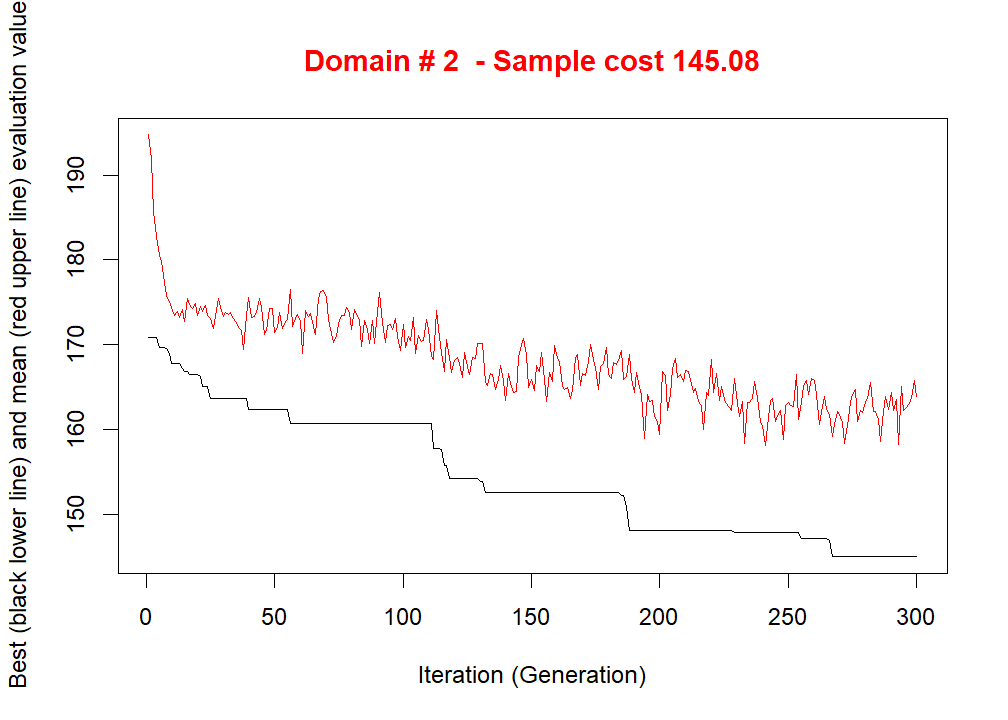 Domain # 2  - Sample cost 145.08
Best (black lower line) and mean (red upper line) evaluation value
190
180
170
160
150
0 50 100 150 200 250 300
Iteration (Generation)